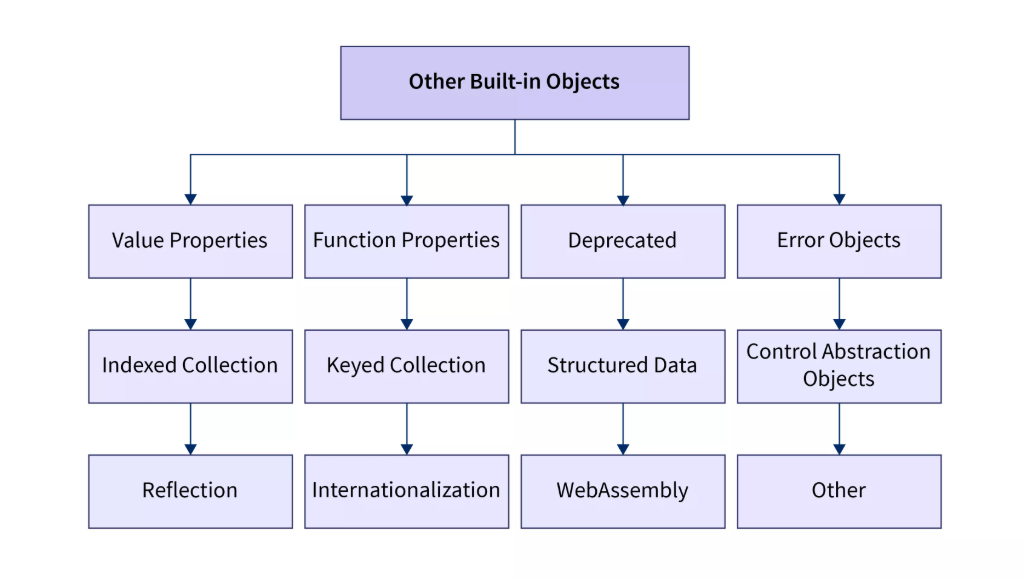 Other Built-in Objects
Value Properties
Function Properties
Deprecated
Error Objects
Indexed Collection
Keyed Collection
Structured Data
Control Abstraction
Objects
Reflection
Internationalization
WebAssembly
Other